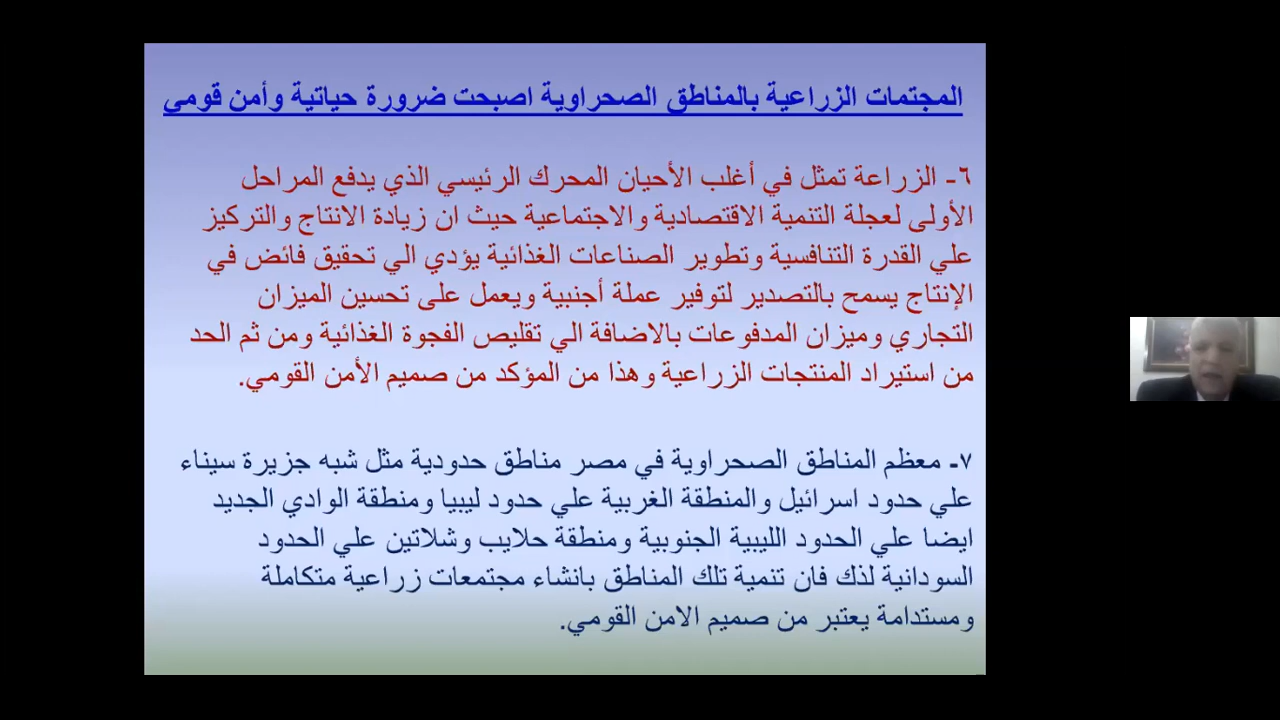 المجتمات الزراعية بالمناطق الصحراوية اصبحت ضرورة حياتية وأمن قومي
٦- الزراعة تمثل في أغلب الأحيان المحرك الرئيسي الذي يدفع المراحل
الأولى لعجلة التنمية الاقتصادية والاجتماعية حيث ان زيادة الانتاج والتركيز
علي القدرة التنافسية وتطوير الصناعات الغذائية يؤدي الي تحقيق فائض في
الإنتاج يسمح بالتصدير لتوفير عملة أجنبية ويعمل على تحسين الميزان
التجاري وميزان المدفوعات بالاضافة الي تقليص الفجوة الغذائية ومن ثم الحد
من استيراد المنتجات الزراعية وهذا من المؤكد من صميم الأمن القومي.
٧- معظم المناطق الصحراوية في مصر مناطق حدودية مثل شبه جزيرة سيناء
علي حدود اسرائيل والمنطقة الغربية علي حدود ليبيا ومنطقة الوادي الجديد
ايضا علي الحدود الليبية الجنوبية ومنطقة حلايب وشلاتين علي الحدود
السودانية لذك فان تنمية تلك المناطق بانشاء مجتمعات زراعية متكاملة
ومستدامة يعتبر من صميم الامن القومي.